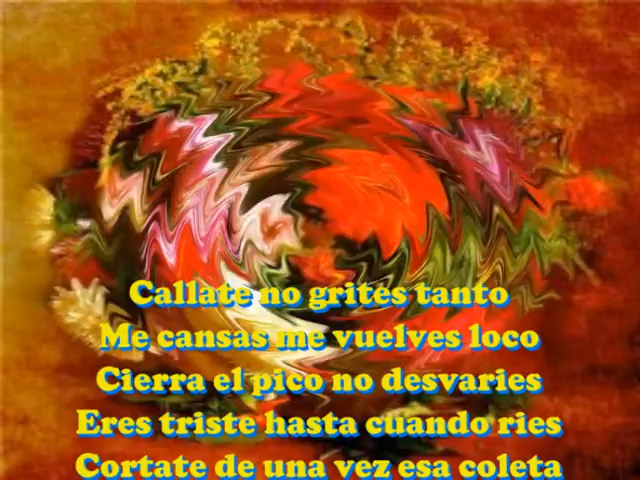 Callate no grites tanto
Me cansas me vuelves loco
Cierra el pico no desvaries
Eres triste hasta cuando ries
Cortate de una vez esa coleta